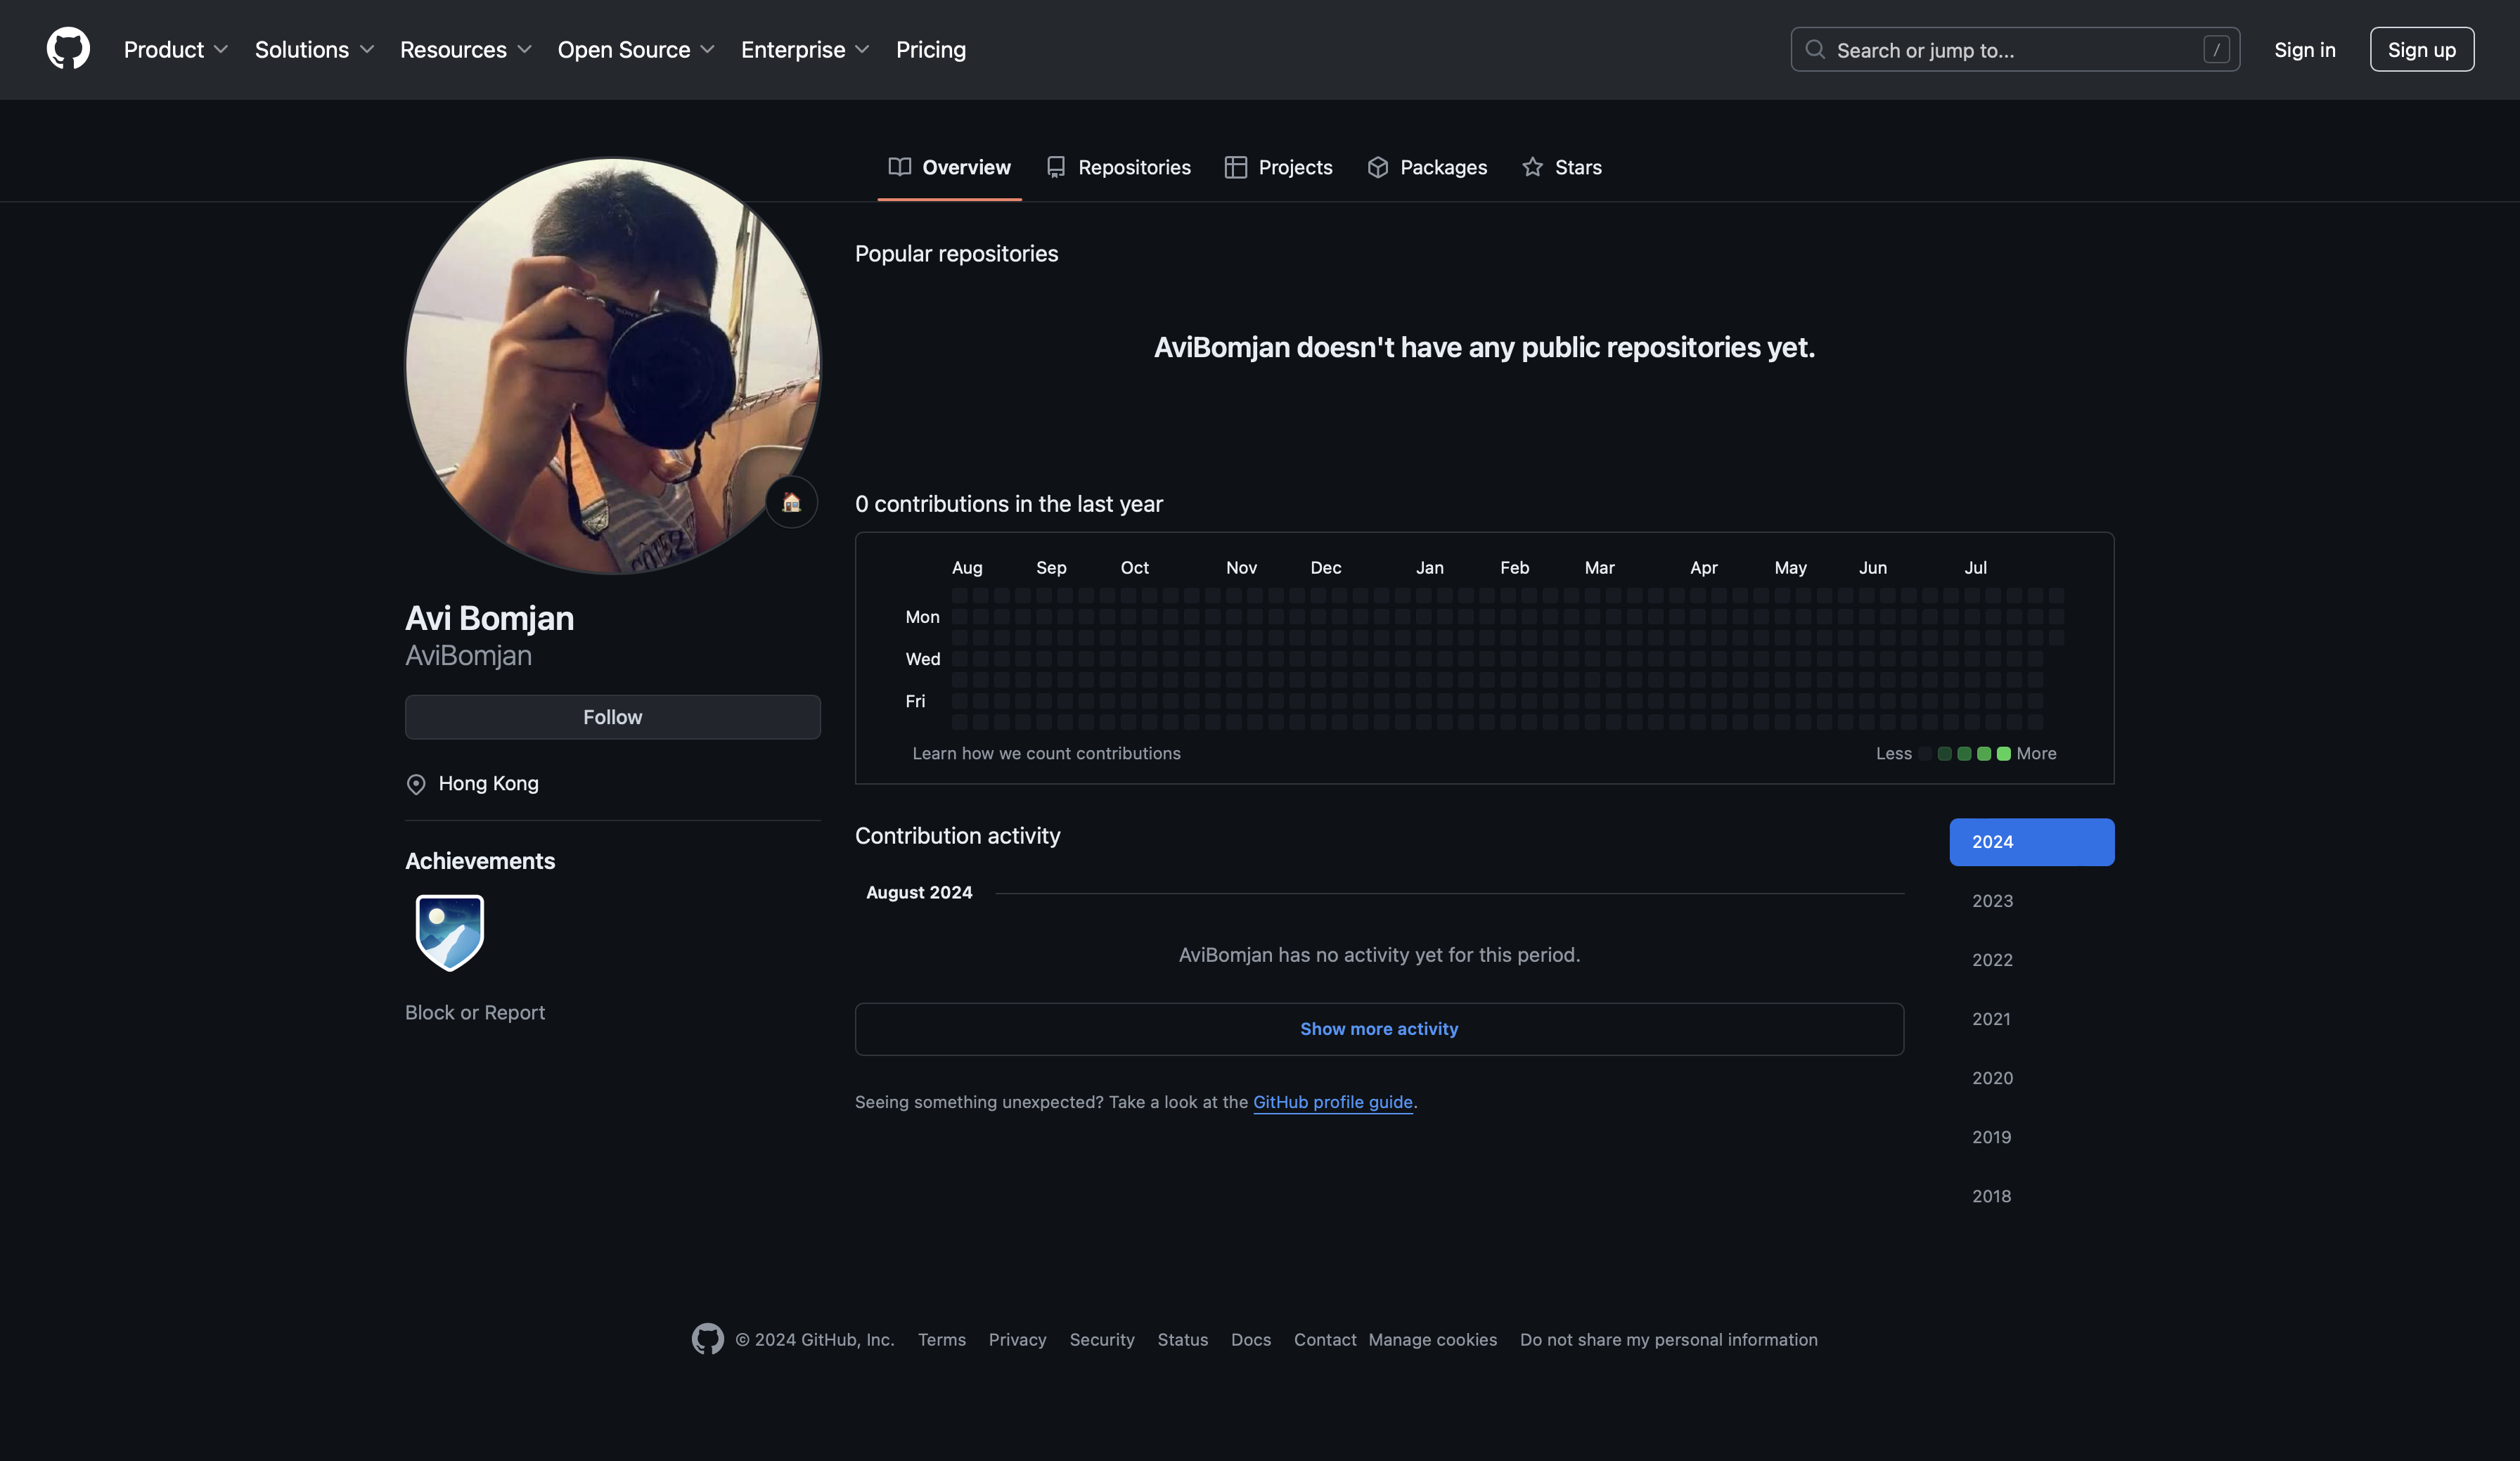 Product Solutions Resources Open Source Enterprise Pricing Search or jump to... / Sign in Sign up
Overview Repositories Projects Packages Stars
Avi Bomjan
AviBomjan
Follow
Hong Kong
Achievements
Block or Report
Popular repositories
AviBomjan doesn't have any public repositories yet.
0 contributions in the last year
Aug Sep Oct Nov Dec Jan Feb Mar Apr May Jun Jul
Mon
Wed
Fri
Learn how we count contributions Less More
Contribution activity
August 2024
AviBomjan has no activity yet for this period.
Show more activity
Seeing something unexpected? Take a look at the GitHub profile guide.
2024
2023
2022
2021
2020
2019
2018
© 2024 GitHub, Inc. Terms Privacy Security Status Docs Contact Manage cookies Do not share my personal information